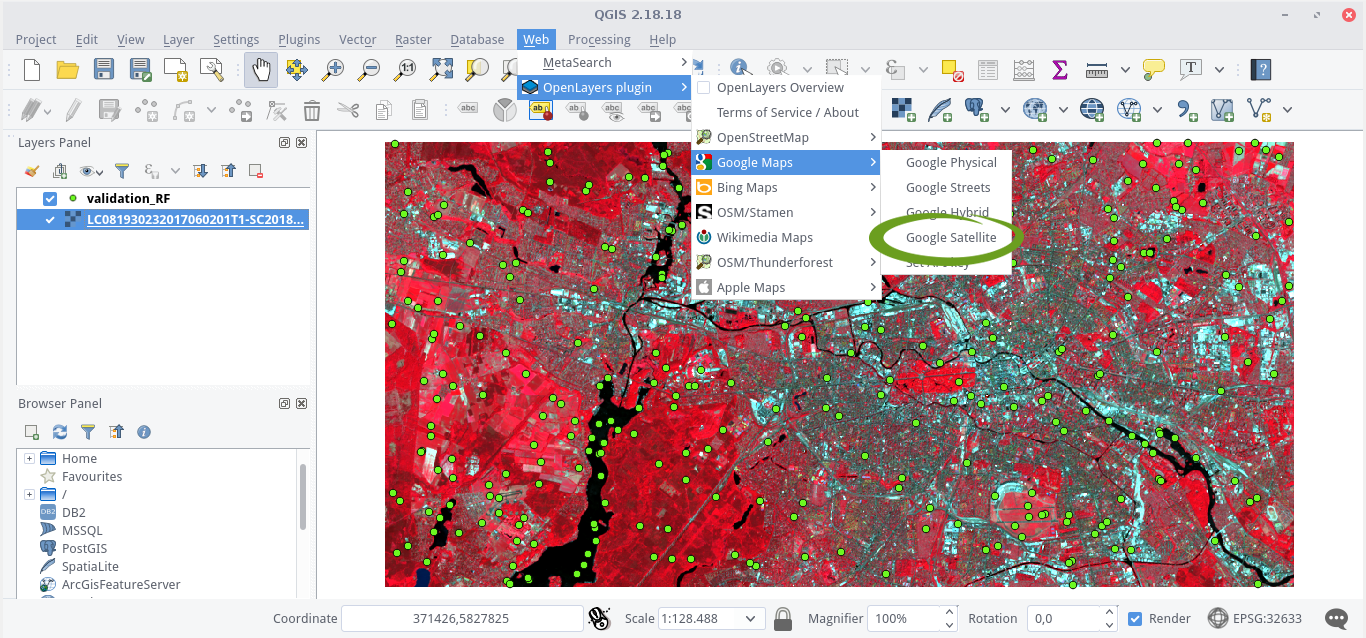 QGIS 2.18.18
Project Edit View Layer Settings Plugins Vector Raster Database Web Processing Help
MetaSearch
OpenLayers plugin
OpenLayers Overview
Terms of Service / About
OpenStreetMap
Google Maps
Bing Maps
OSM/Stamen
Wikimedia Maps
OSM/Thunderforest
Apple Maps
Google Physical
Google Streets
Google Hybrid
Google Satellite
Layers Panel
validation_RF
LC081930232017060201T1-SC2018...
Browser Panel
Home
Favourites
/
DB2
MSSQL
PostGIS
SpatiaLite
ArcGisFeatureServer
Coordinate 371426,5827825 Scale 1:128.488 Magnifier 100% Rotation 0,0 Render EPSG:32633